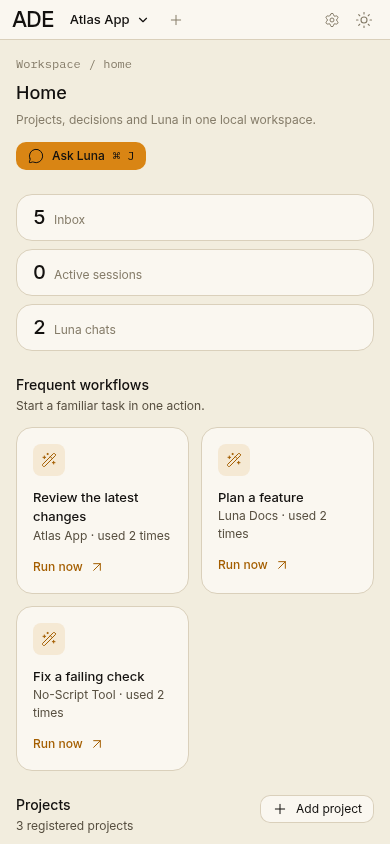 ADE Atlas App
Workspace / home
Home
Projects, decisions and Luna in one local workspace.
Ask Luna ⌘ J
5 Inbox
0 Active sessions
2 Luna chats
Frequent workflows
Start a familiar task in one action.
Review the latest
changes
Atlas App · used 2 times
Run now
Plan a feature
Luna Docs · used 2
times
Run now
Fix a failing check
No-Script Tool · used 2
times
Run now
Projects
Add project
3 registered projects